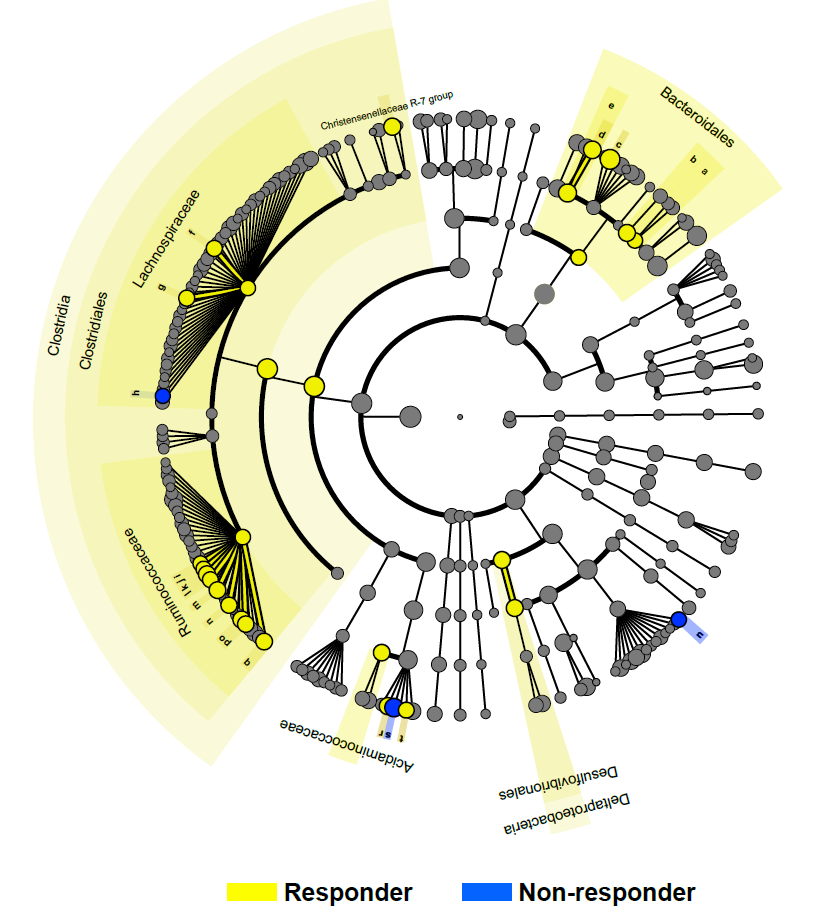 Christensenellaceae R-7 group
Bacteroidales
e
d
c
b
a
Lachnospiraceae
f
g
h
Clostridiales
Clostridia
Ruminococcaceae
i
j
k
l
m
n
o
p
q
Acidaminococcaceae
r
s
t
u
Desulfovibrionales
Deltaproteobacteria
Responder
Non-responder